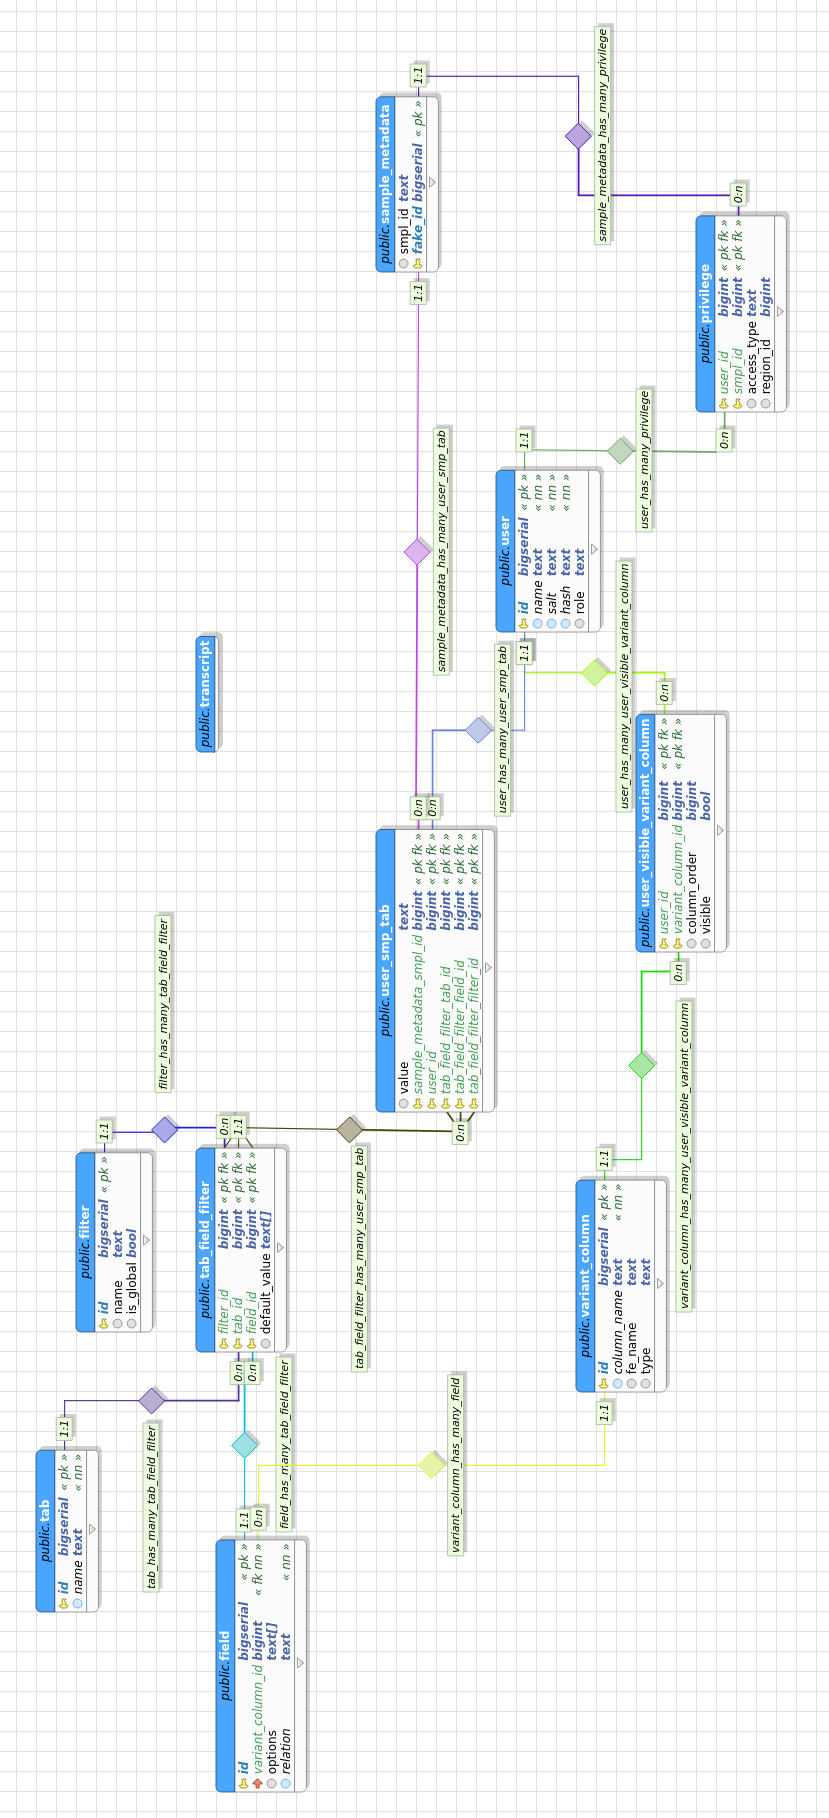 public.tab
id bigserial « pk »
name text « nn »
1:1
public.filter
id bigserial « pk »
name text
is_global bool
1:1
tab_has_many_tab_field_filter
filter_has_many_tab_field_filter
public.tab_field_filter
filter_id bigint « pk fk »
tab_id bigint « pk fk »
field_id bigint « pk fk »
default_value text[]
0:n
0:n
0:n
1:1
public.transcript
public.field
id bigserial « pk »
variant_column_id bigint « fk nn »
options text[]
relation text « nn »
1:1
0:n
field_has_many_tab_field_filter
tab_field_filter_has_many_user_smp_tab
public.user_smp_tab
value text
sample_metadata_smpl_id bigint « pk fk »
user_id bigint « pk fk »
tab_field_filter_tab_id bigint « pk fk »
tab_field_filter_field_id bigint « pk fk »
tab_field_filter_filter_id bigint « pk fk »
0:n
0:n
0:n
public.sample_metadata
smpl_id text
fake_id bigserial « pk »
1:1
1:1
sample_metadata_has_many_user_smp_tab
variant_column_has_many_field
public.user
id bigserial « pk »
name text « nn »
salt text « nn »
hash text « nn »
role text
1:1
1:1
user_has_many_user_smp_tab
public.variant_column
id bigserial « pk »
column_name text « nn »
fe_name text
type text
1:1
1:1
sample_metadata_has_many_privilege
user_has_many_user_visible_variant_column
public.user_visible_variant_column
user_id bigint « pk fk »
variant_column_id bigint « pk fk »
column_order bigint
visible bool
0:n
0:n
user_has_many_privilege
variant_column_has_many_user_visible_variant_column
public.privilege
user_id bigint « pk fk »
smpl_id bigint « pk fk »
access_type text
region_id bigint
0:n
0:n